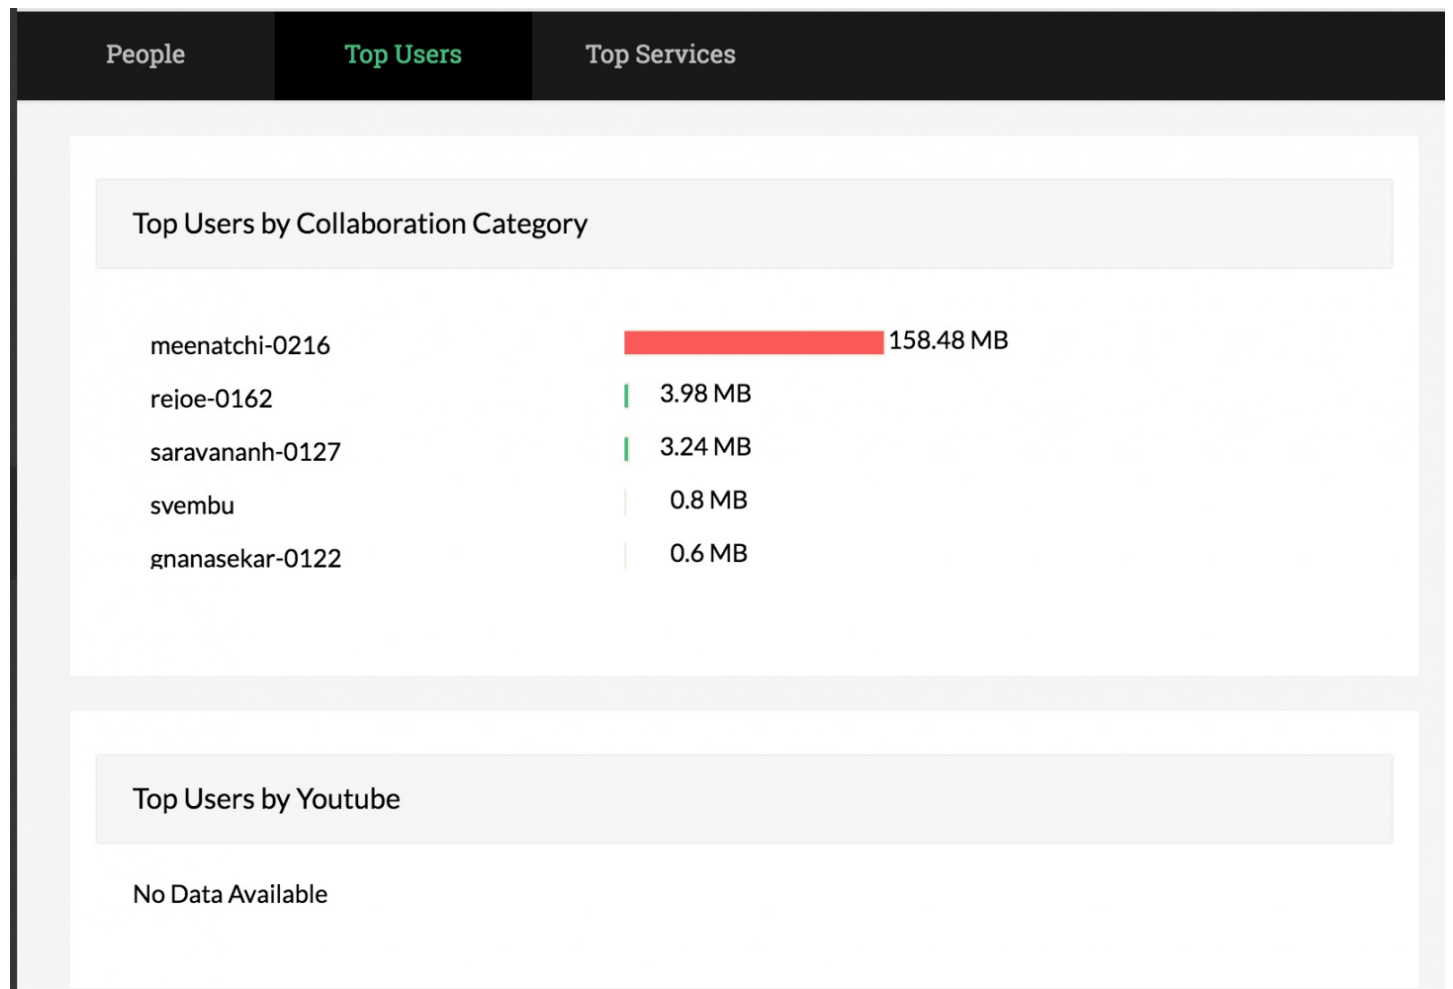 People Top Users Top Services
Top Users by Collaboration Category
meenatchi-0216 158.48 MB
rejoe-0162 3.98 MB
saravananh-0127 3.24 MB
svembu 0.8 MB
gnanasekar-0122 0.6 MB
Top Users by Youtube
No Data Available